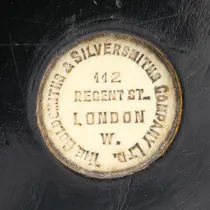 THE GOLDSMITHS & SILVERSMITHS COMPANY LTD.
112
REGENT ST.
LONDON
W.